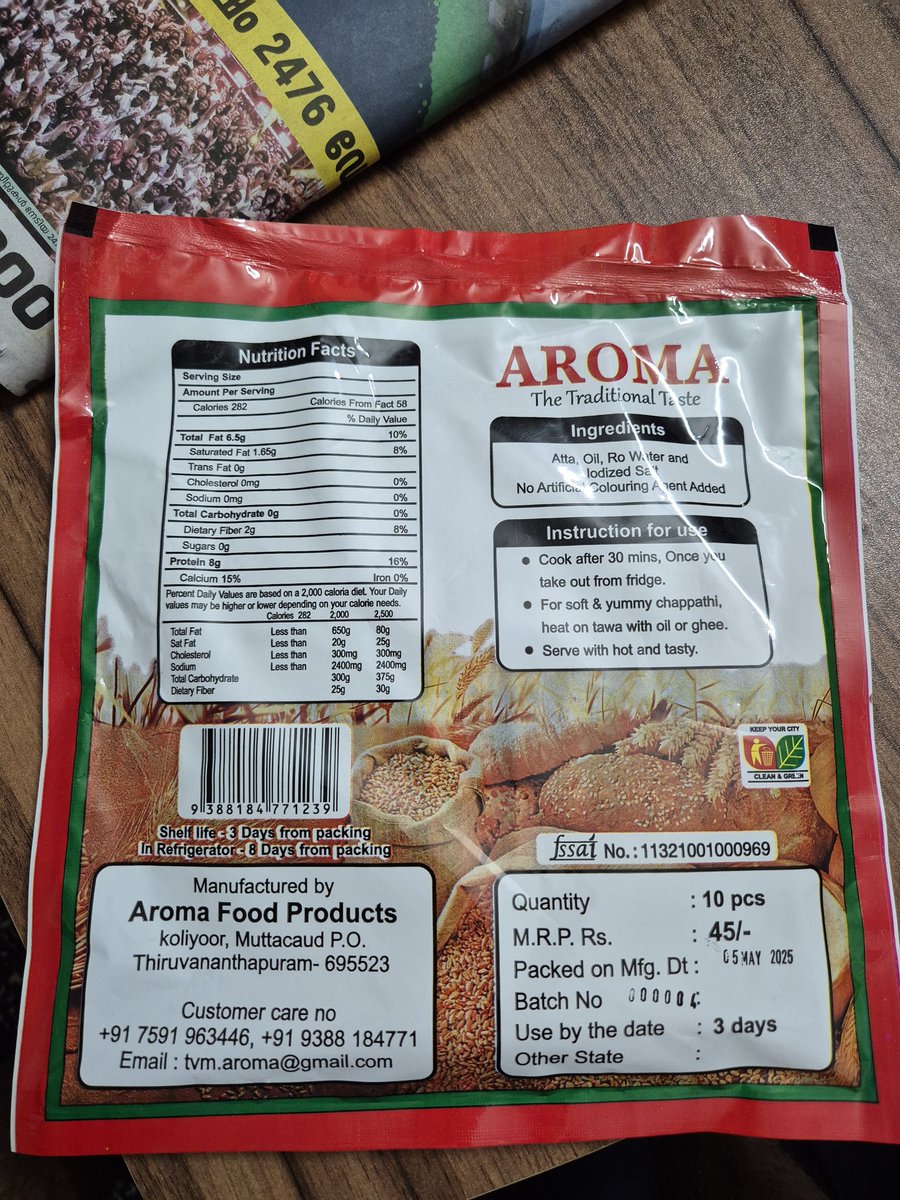 2476
Nutrition Facts
Serving Size
Amount Per Serving
Calories 282 Calories From Fact 58
% Daily Value
Total Fat 6.5g 10%
Saturated Fat 1.65g 8%
Trans Fat 0g
Cholesterol 0mg 0%
Sodium 0mg 0%
Total Carbohydrate 0g 0%
Dietary Fiber 2g 8%
Sugars 0g
Protein 8g 16%
Calcium 15% Iron 0%
Percent Daily Values are based on a 2,000 caloria diet. Your Daily
values may be higher or lower depending on your calorie needs.
Calories 282 2,000 2,500
Total Fat Less than 650g 80g
Sat Fat Less than 20g 25g
Cholesterol Less than 300mg 300mg
Sodium Less than 2400mg 2400mg
Total Carbohydrate 300g 375g
Dietary Fiber 25g 30g
AROMA
The Traditional Taste
Ingredients
Atta, Oil, Ro Water and
Iodized Salt
No Artificial Colouring Agent Added
Instruction for use
• Cook after 30 mins, Once you
take out from fridge.
• For soft & yummy chappathi,
heat on tawa with oil or ghee.
• Serve with hot and tasty.
KEEP YOUR CITY
CLEAN & GREEN
9 388184 771239
Shelf life - 3 Days from packing
In Refrigerator - 8 Days from packing
fssai No.: 11321001000969
Manufactured by
Aroma Food Products
koliyoor, Muttacaud P.O.
Thiruvananthapuram- 695523
Customer care no
+91 7591 963446, +91 9388 184771
Email : tvm.aroma@gmail.com
Quantity : 10 pcs
M.R.P. Rs. : 45/-
Packed on Mfg. Dt : 05 MAY 2025
Batch No 000004
Use by the date : 3 days
Other State :